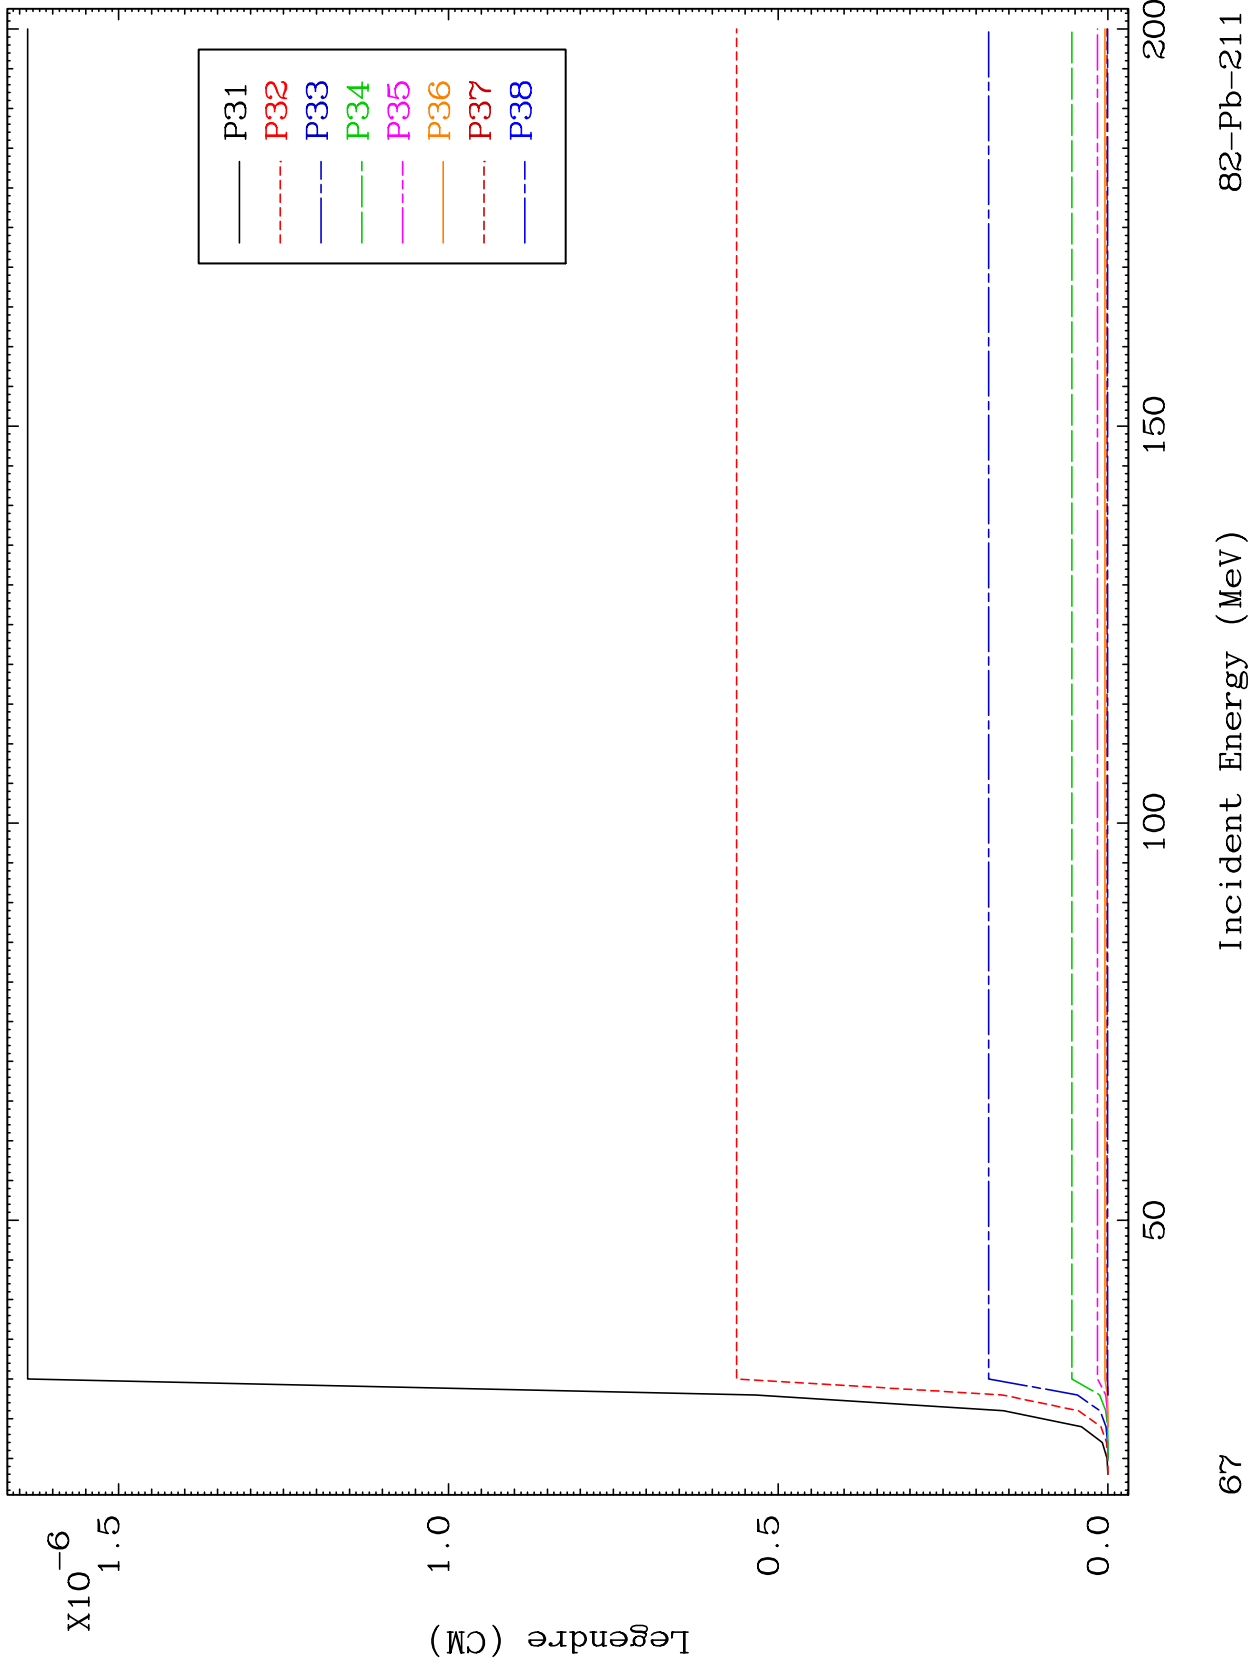 X10-6
1.5
1.0
0.5
0.0
Legendre (CM)
P31
P32
P33
P34
P35
P36
P37
P38
50
100
150
200
67
Incident Energy (MeV)
82-Pb-211